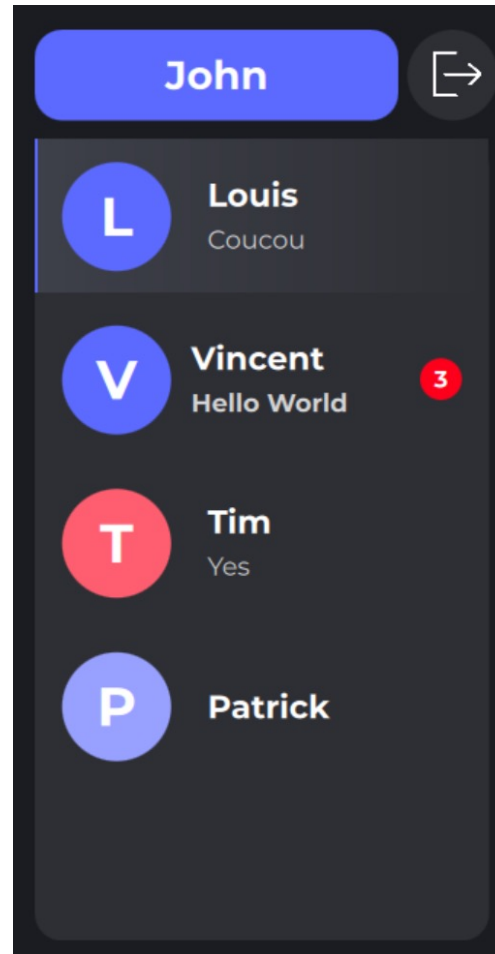 John
L
Louis
Coucou
V
Vincent
Hello World
3
T
Tim
Yes
P
Patrick